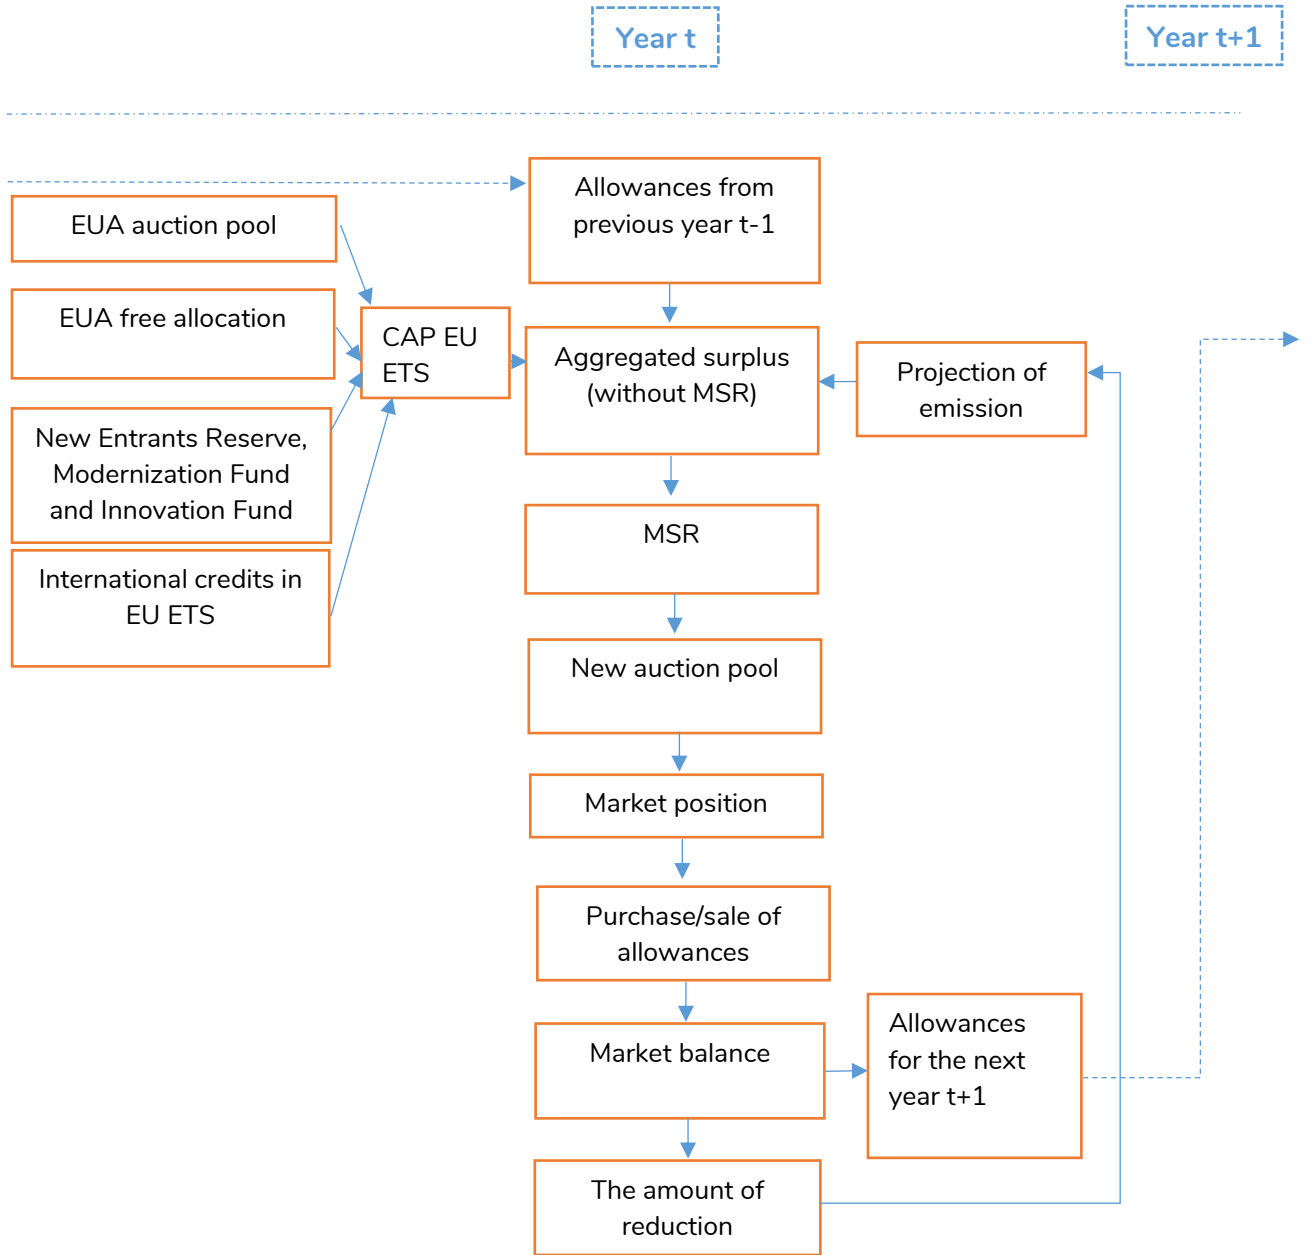 Year t
Year t+1
Allowances from
previous year t-1
EUA auction pool
EUA free allocation
CAP EU
ETS
Aggregated surplus
(without MSR)
Projection of
emission
New Entrants Reserve,
Modernization Fund
and Innovation Fund
MSR
International credits in
EU ETS
New auction pool
Market position
Purchase/sale of
allowances
Market balance
Allowances
for the next
year t+1
The amount of
reduction